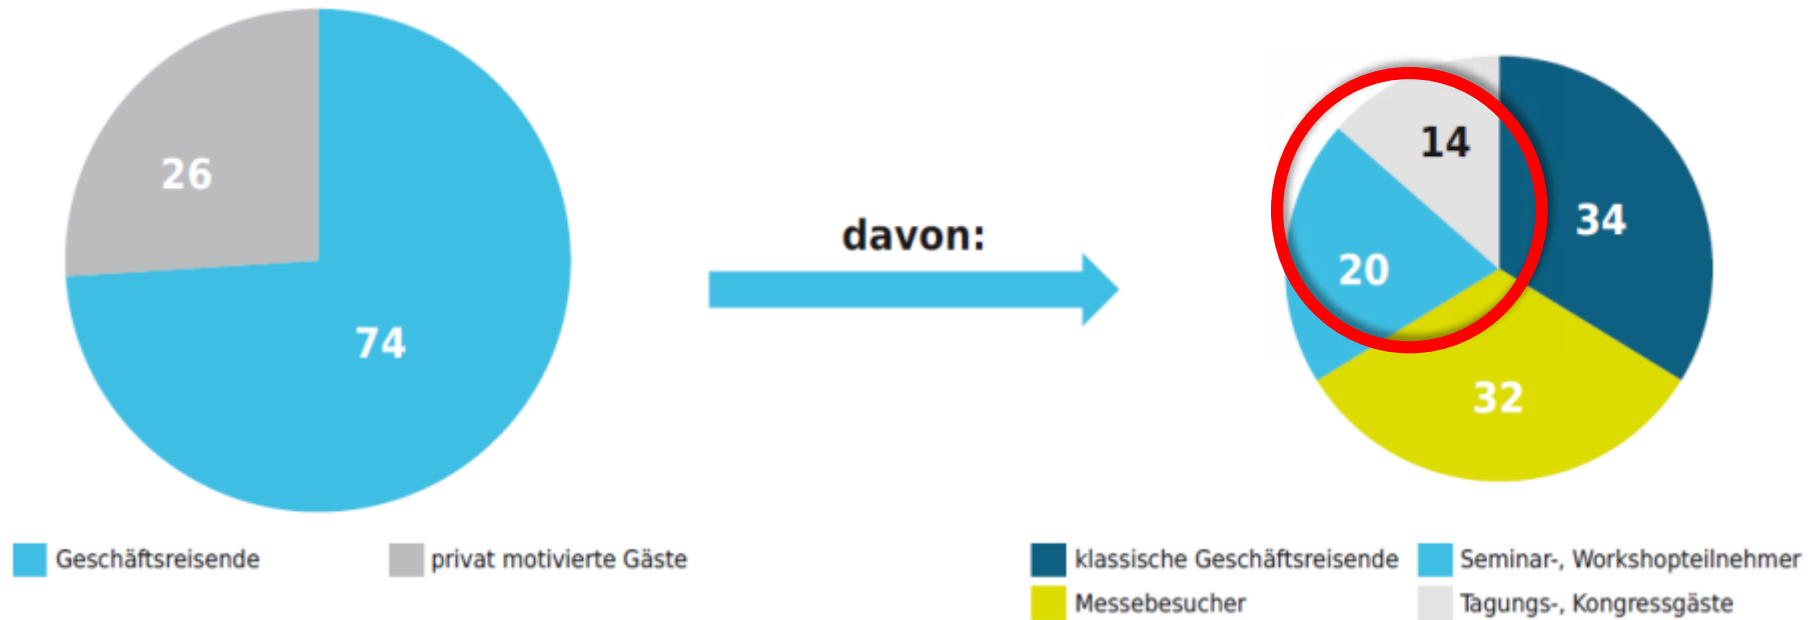 26
74
davon:
14
34
20
32
Geschäftsreisende
privat motivierte Gäste
klassische Geschäftsreisende
Seminar-, Workshopteilnehmer
Messebesucher
Tagungs-, Kongressgäste